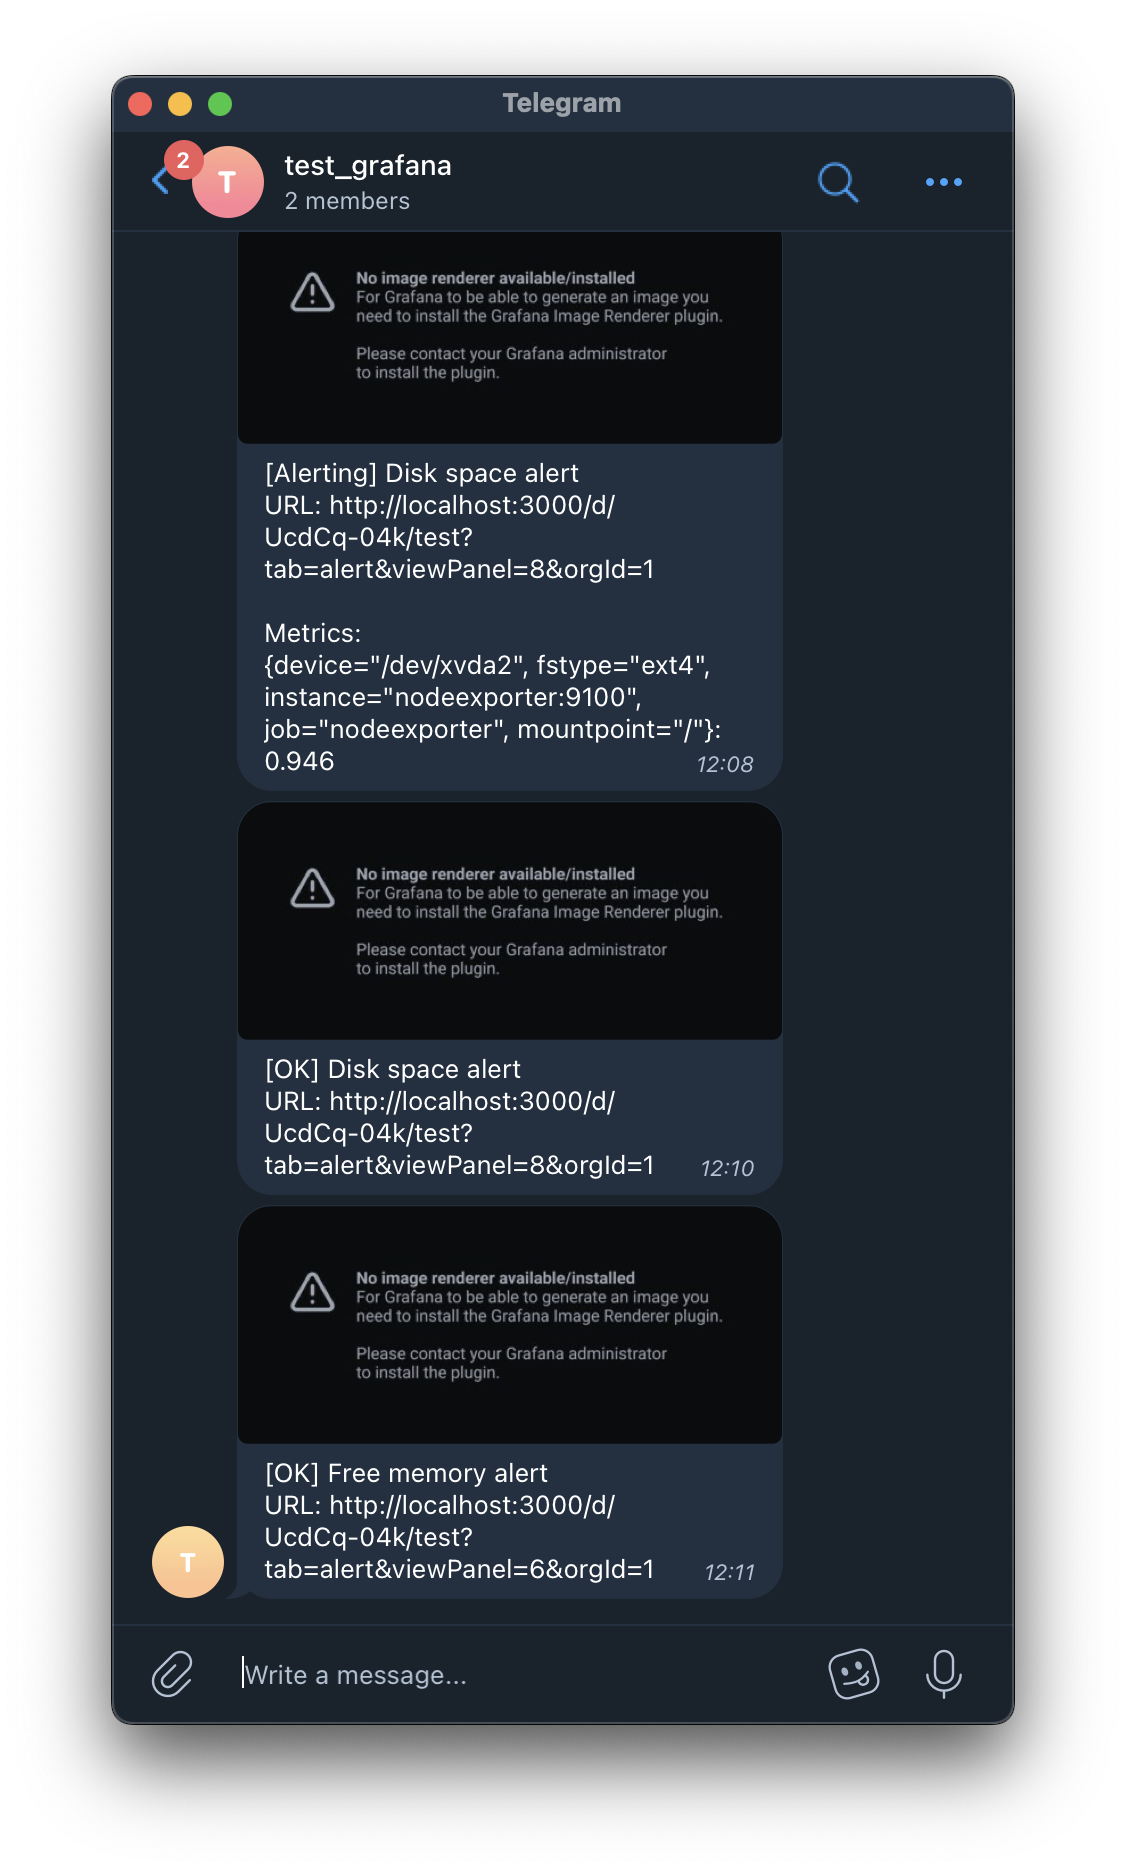 Telegram
2
T
test_grafana
2 members
No image renderer available/installed
For Grafana to be able to generate an image you
need to install the Grafana Image Renderer plugin.
Please contact your Grafana administrator
to install the plugin.
[Alerting] Disk space alert
URL: http://localhost:3000/d/
UcdCq-04k/test?
tab=alert&viewPanel=8&orgId=1
Metrics:
{device="/dev/xvda2", fstype="ext4",
instance="nodeexporter:9100",
job="nodeexporter", mountpoint="/"}:
0.946
12:08
No image renderer available/installed
For Grafana to be able to generate an image you
need to install the Grafana Image Renderer plugin.
Please contact your Grafana administrator
to install the plugin.
[OK] Disk space alert
URL: http://localhost:3000/d/
UcdCq-04k/test?
tab=alert&viewPanel=8&orgId=1
12:10
No image renderer available/installed
For Grafana to be able to generate an image you
need to install the Grafana Image Renderer plugin.
Please contact your Grafana administrator
to install the plugin.
[OK] Free memory alert
URL: http://localhost:3000/d/
UcdCq-04k/test?
tab=alert&viewPanel=6&orgId=1
12:11
T
Write a message...